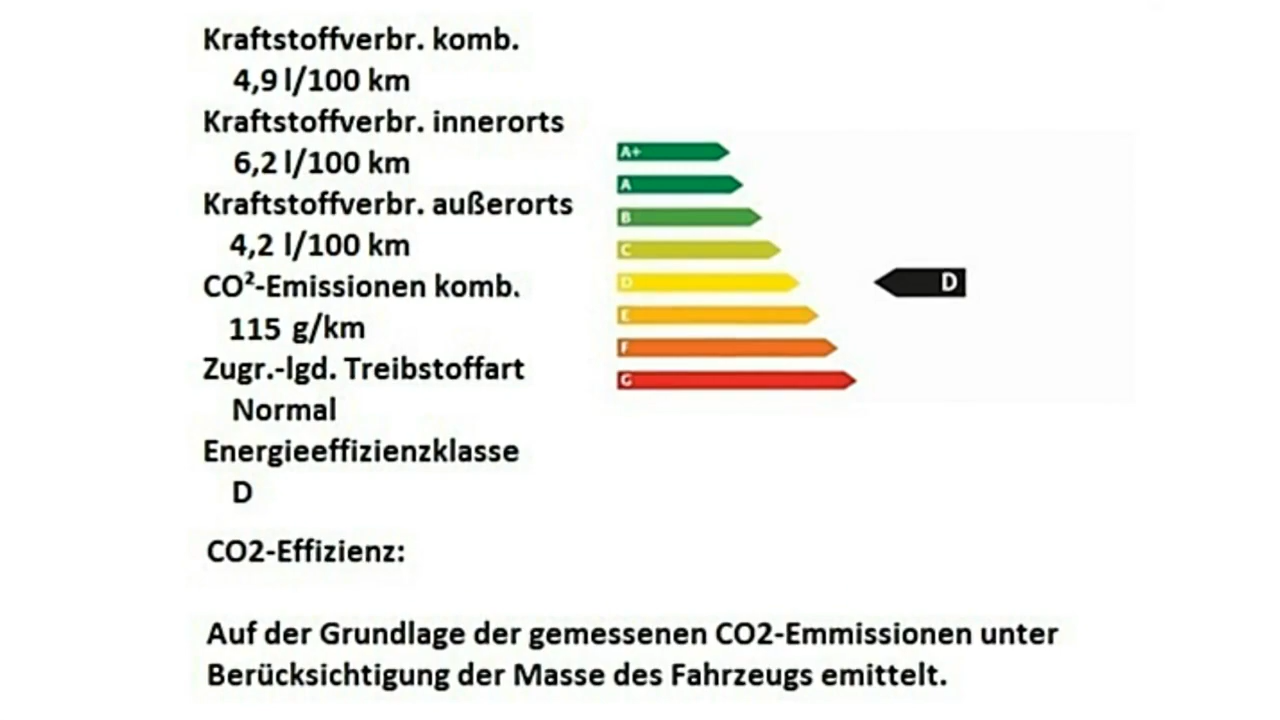 Kraftstoffverbr. komb.
4,9 l/100 km
Kraftstoffverbr. innerorts
6,2 l/100 km
Kraftstoffverbr. außerorts
4,2 l/100 km
CO²-Emissionen komb.
115 g/km
Zugr.-lgd. Treibstoffart
Normal
Energieeffizienzklasse
D
A+
A
B
C
D
D
E
F
G
CO2-Effizienz:
Auf der Grundlage der gemessenen CO2-Emmissionen unter
Berücksichtigung der Masse des Fahrzeugs emittelt.